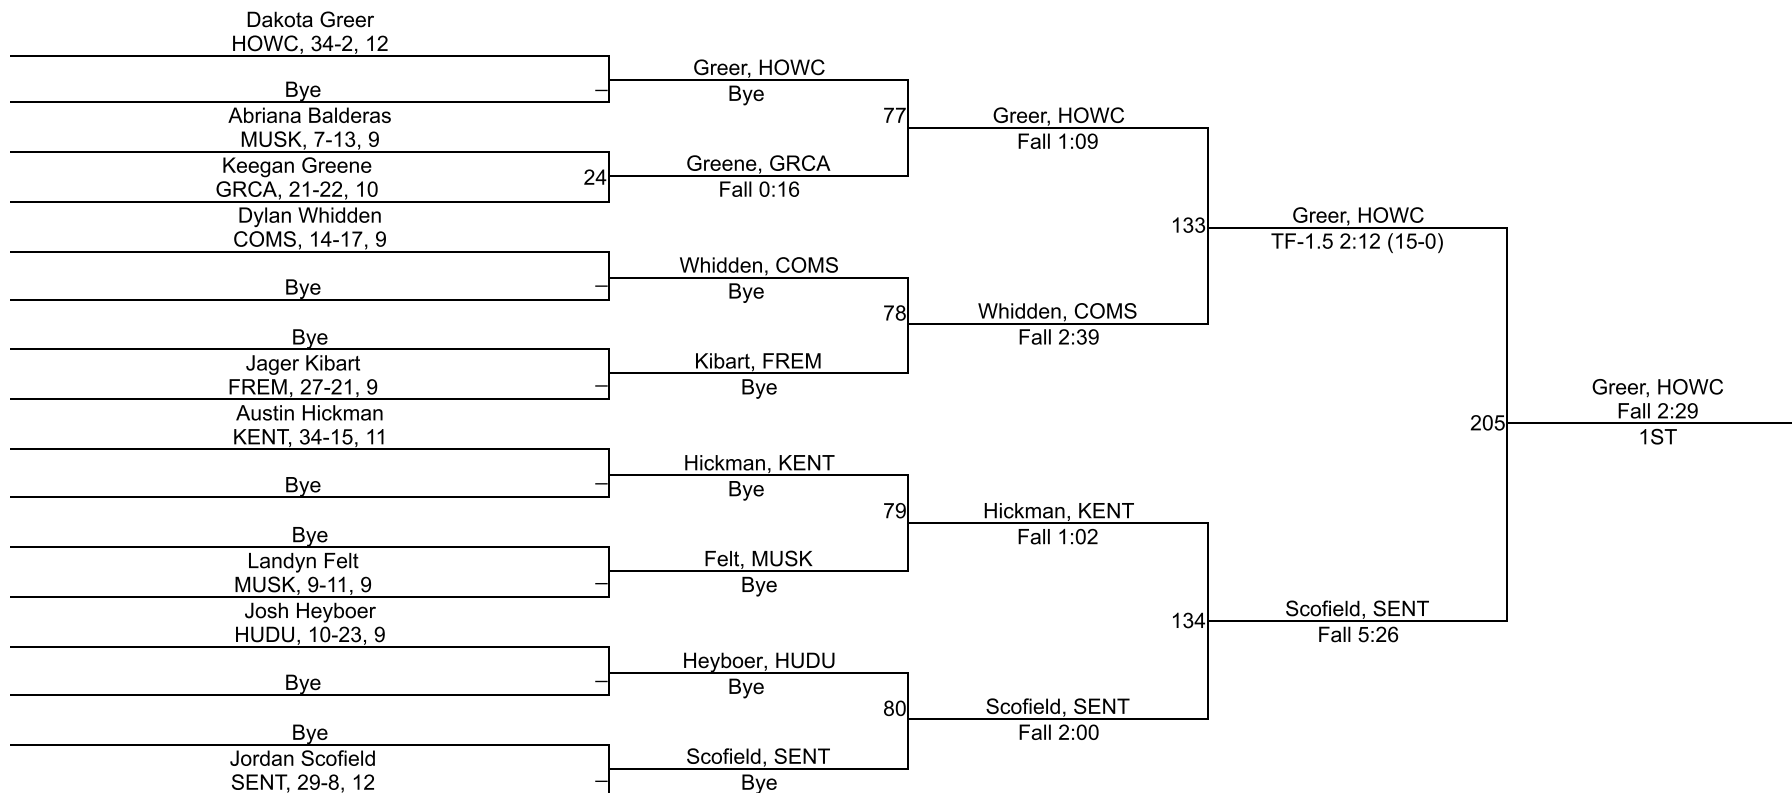 Dakota Greer
HOWC, 34-2, 12
Bye
–
Abriana Balderas
MUSK, 7-13, 9
Keegan Greene
GRCA, 21-22, 10
24
Dylan Whidden
COMS, 14-17, 9
Bye
–
Bye
Jager Kibart
FREM, 27-21, 9
–
Austin Hickman
KENT, 34-15, 11
Bye
–
Bye
Landyn Felt
MUSK, 9-11, 9
–
Josh Heyboer
HUDU, 10-23, 9
Bye
–
Bye
Jordan Scofield
SENT, 29-8, 12
–
Greer, HOWC
Bye
77
Greene, GRCA
Fall 0:16
Whidden, COMS
Bye
78
Kibart, FREM
Bye
Hickman, KENT
Bye
79
Felt, MUSK
Bye
Heyboer, HUDU
Bye
80
Scofield, SENT
Bye
Greer, HOWC
Fall 1:09
133
Whidden, COMS
Fall 2:39
Hickman, KENT
Fall 1:02
134
Scofield, SENT
Fall 2:00
Greer, HOWC
TF-1.5 2:12 (15-0)
205
Scofield, SENT
Fall 5:26
Greer, HOWC
Fall 2:29
1ST